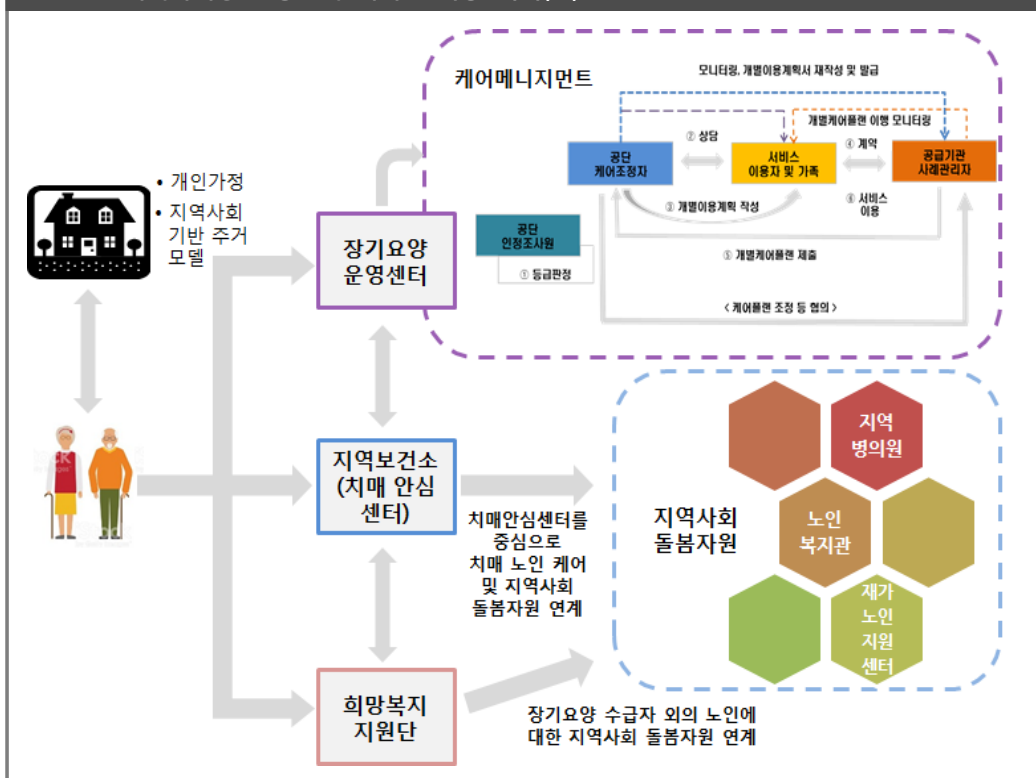 케어메니지먼트
모니터링, 개별이용계획서 재작성 및 발급
개별케어플랜 이행 모니터링
② 상담
④ 계약
공단
케어조정자
서비스
이용자 및 가족
공급기관
사례관리자
③ 개별이용계획 작성
⑥ 서비스
이용
공단
인정조사원
① 등급판정
⑤ 개별케어플랜 제출
< 케어플랜 조정 등 협의 >
• 개인가정
• 지역사회
기반 주거
모델
장기요양
운영센터
지역보건소
(치매 안심
센터)
치매안심센터를
중심으로
치매 노인 케어
및 지역사회
돌봄자원 연계
지역사회
돌봄자원
지역
병의원
노인
복지관
재가
노인
지원
센터
희망복지
지원단
장기요양 수급자 외의 노인에
대한 지역사회 돌봄자원 연계